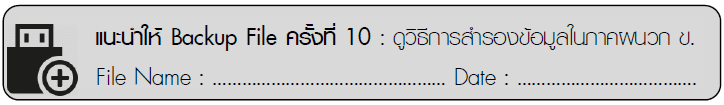 แนะนำให้ Backup File ครั้งที่ 10 : ดูวิธีการสำรองข้อมูลในภาคผนวก ข.
File Name : .............................................. Date : ...................................